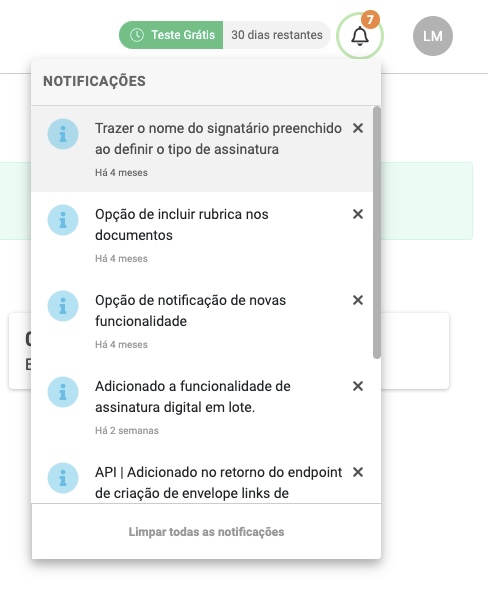 7
Teste Grátis 30 dias restantes
LM
NOTIFICAÇÕES
Trazer o nome do signatário preenchido
ao definir o tipo de assinatura
Há 4 meses
Opção de incluir rubrica nos
documentos
Há 4 meses
Opção de notificação de novas
funcionalidade
Há 4 meses
Adicionado a funcionalidade de
assinatura digital em lote.
Há 2 semanas
API | Adicionado no retorno do endpoint
de criação de envelope links de
Limpar todas as notificações